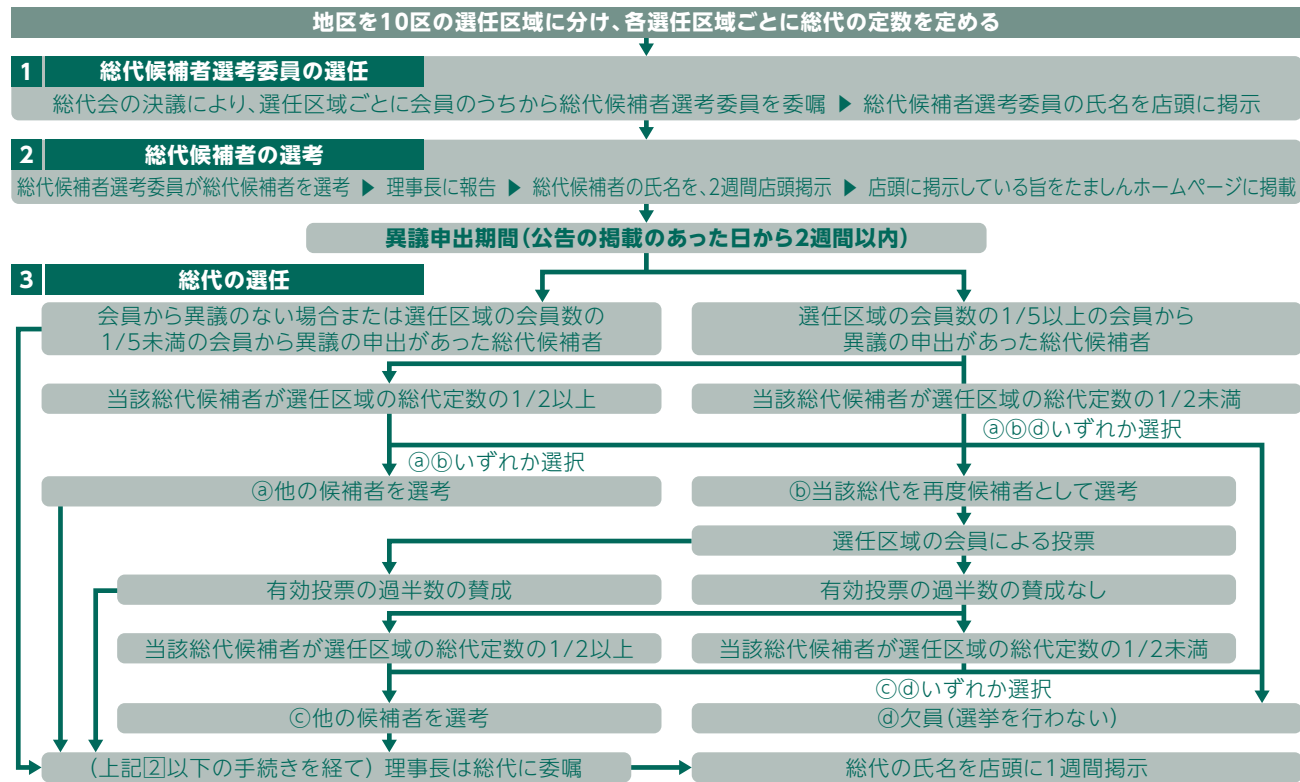 地区を10区の選任区域に分け、各選任区域ごとに総代の定数を定める
1 総代候補者選考委員の選任
総代会の決議により、選任区域ごとに会員のうちから総代候補者選考委員を委嘱 ▶ 総代候補者選考委員の氏名を店頭に掲示
2 総代候補者の選考
総代候補者選考委員が総代候補者を選考 ▶ 理事長に報告 ▶ 総代候補者の氏名を、2週間店頭掲示 ▶ 店頭に掲示している旨をたましんホームページに掲載
異議申出期間(公告の掲載のあった日から2週間以内)
3 総代の選任
会員から異議のない場合または選任区域の会員数の
1/5未満の会員から異議の申出があった総代候補者
選任区域の会員数の1/5以上の会員から
異議の申出があった総代候補者
当該総代候補者が選任区域の総代定数の1/2以上
当該総代候補者が選任区域の総代定数の1/2未満
ⓐⓑⓓいずれか選択
ⓐⓑいずれか選択
ⓐ他の候補者を選考
ⓑ当該総代を再度候補者として選考
選任区域の会員による投票
有効投票の過半数の賛成
有効投票の過半数の賛成なし
当該総代候補者が選任区域の総代定数の1/2以上
当該総代候補者が選任区域の総代定数の1/2未満
ⓒⓓいずれか選択
ⓒ他の候補者を選考
ⓓ欠員(選挙を行わない)
(上記2以下の手続きを経て) 理事長は総代に委嘱
総代の氏名を店頭に1週間掲示